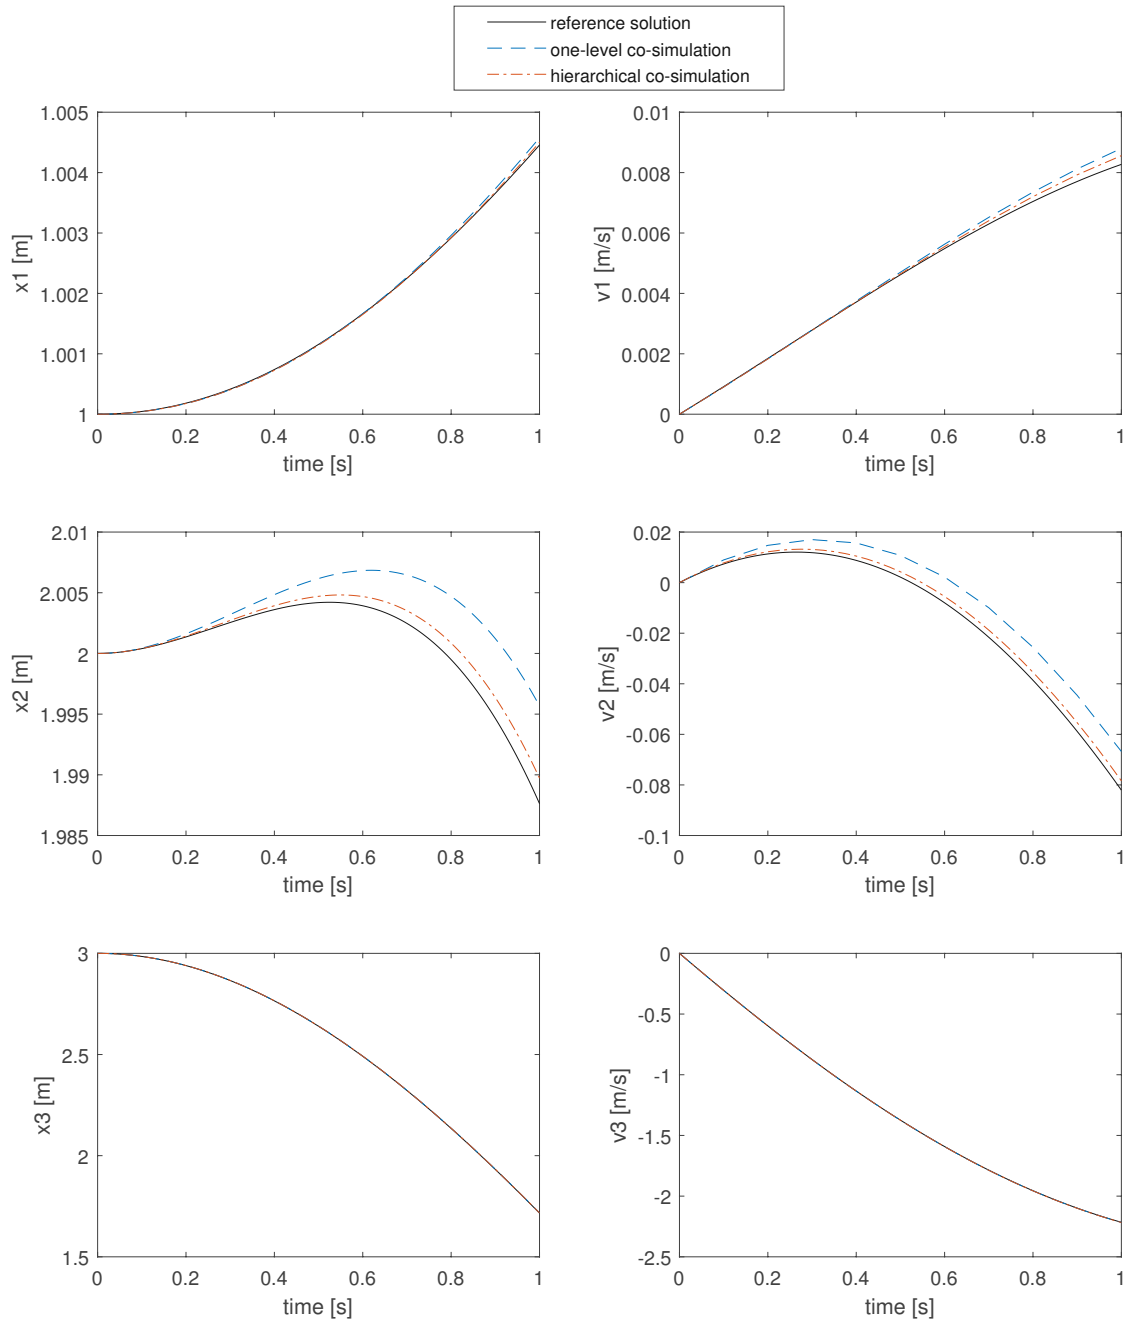 reference solution
one-level co-simulation
hierarchical co-simulation
1.005
1.004
1.003
1.002
1.001
1
0 0.2 0.4 0.6 0.8 1
x1 [m]
time [s]
0.01
0.008
0.006
0.004
0.002
0
0 0.2 0.4 0.6 0.8 1
v1 [m/s]
time [s]
2.01
2.005
2
1.995
1.99
1.985
0 0.2 0.4 0.6 0.8 1
x2 [m]
time [s]
0.02
0
-0.02
-0.04
-0.06
-0.08
-0.1
0 0.2 0.4 0.6 0.8 1
v2 [m/s]
time [s]
3
2.5
2
1.5
0 0.2 0.4 0.6 0.8 1
x3 [m]
time [s]
0
-0.5
-1
-1.5
-2
-2.5
0 0.2 0.4 0.6 0.8 1
v3 [m/s]
time [s]